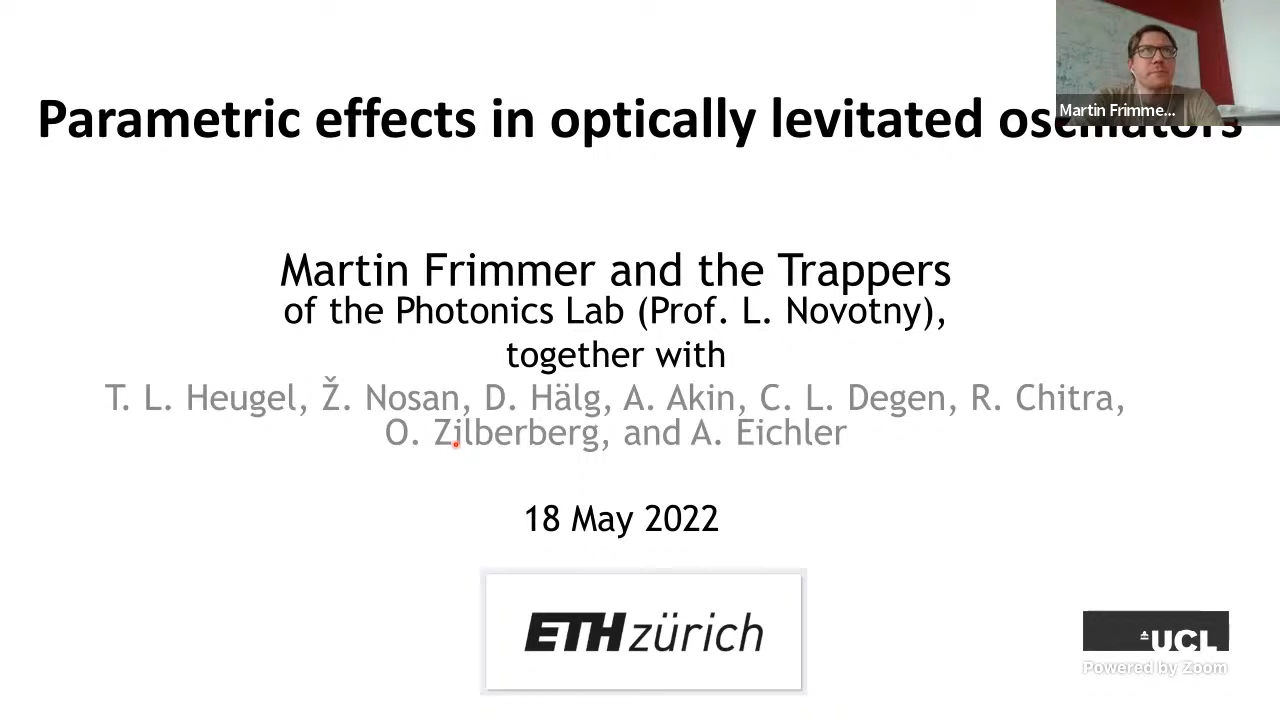 Parametric effects in optically levitated oscillators
Martin Frimme...
Martin Frimmer and the Trappers
of the Photonics Lab (Prof. L. Novotny),
together with
T. L. Heugel, Ž. Nosan, D. Hälg, A. Akin, C. L. Degen, R. Chitra,
O. Zilberberg, and A. Eichler
18 May 2022
ETH zürich
UCL
Powered by Zoom